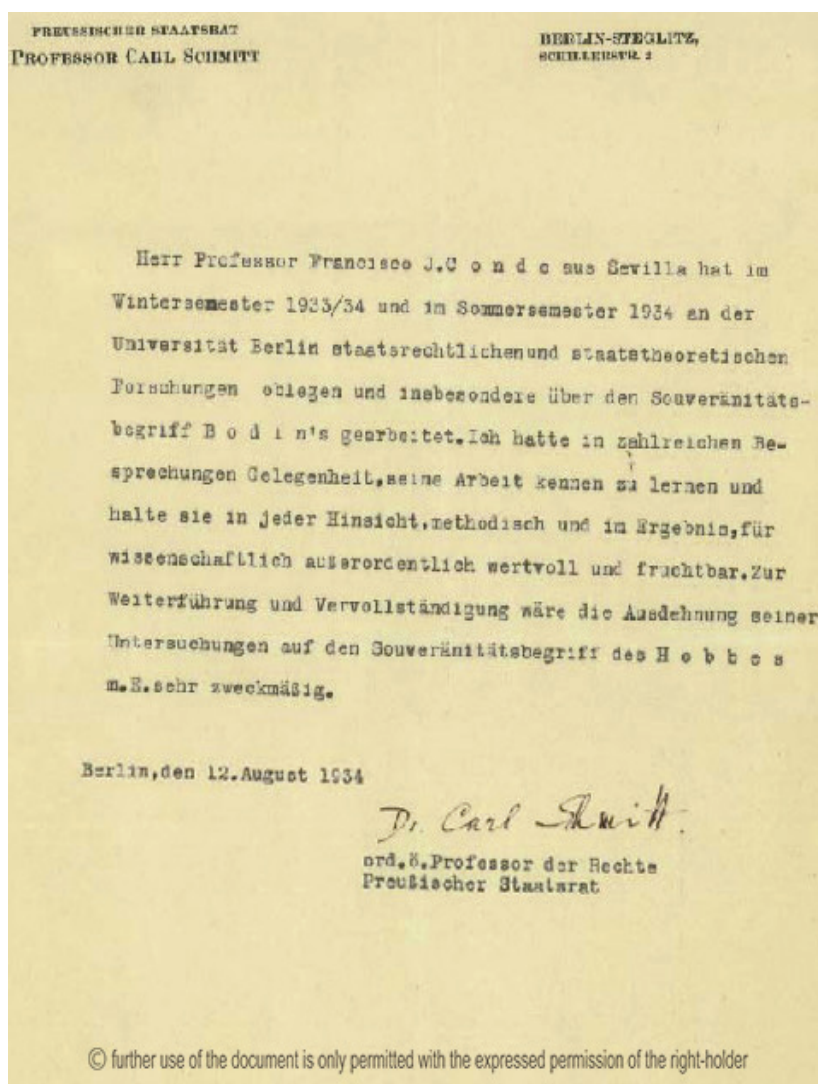 PREUSSISCHER STAATSRAT
PROFESSOR CARL SCHMITT
BERLIN-STEGLITZ,
SCHILLERSTR. 2
Herr Professor Francisco J.C o n d e aus Sevilla hat im
Wintersemester 1933/34 und im Sommersemester 1934 an der
Universität Berlin staatsrechtlichen und staatstheoretischen
Forschungen obliegen und insbesondere über den Souveränitäts-
begriff B o d i n's gearbeitet. Ich hatte in zahlreichen Be-
sprechungen Gelegenheit, seine Arbeit kennen zu lernen und
halte sie in jeder Hinsicht, methodisch und im Ergebnis, für
wissenschaftlich außerordentlich wertvoll und fruchtbar. Zur
Weiterführung und Vervollständigung wäre die Ausdehnung seiner
Untersuchungen auf den Souveränitätsbegriff des H o b b e s
m.E. sehr zweckmäßig.
Berlin, den 12. August 1934
Dr. Carl Schmitt.
ord.ö.Professor der Rechte
Preußischer Staatsrat
© further use of the document is only permitted with the expressed permission of the right-holder